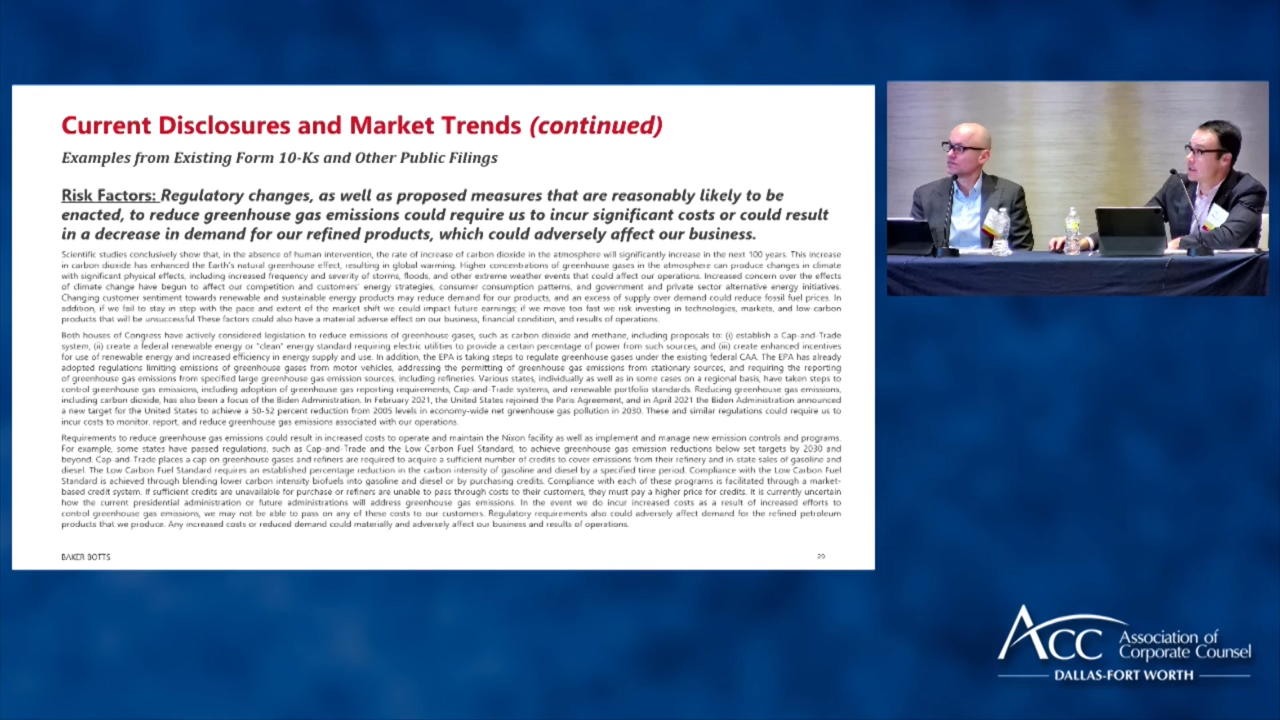 Current Disclosures and Market Trends (continued)
Examples from Existing Form 10-Ks and Other Public Filings
Risk Factors: Regulatory changes, as well as proposed measures that are reasonably likely to be
enacted, to reduce greenhouse gas emissions could require us to incur significant costs or could result
in a decrease in demand for our refined products, which could adversely affect our business.
Scientific studies conclusively show that, in the absence of human intervention, the rate of increase of carbon dioxide in the atmosphere will significantly increase in the next 100 years. This increase
in carbon dioxide has enhanced the Earth's natural greenhouse effect, resulting in global warming. Higher concentrations of greenhouse gases in the atmosphere can produce changes in climate
with significant physical effects, including increased frequency and severity of storms, floods, and other extreme weather events that could affect our operations. Increased concern over the effects
of climate change have begun to affect our competition and customers' energy strategies, consumer consumption patterns, and government and private sector alternative energy initiatives.
Changing customer sentiment towards renewable and sustainable energy products may reduce demand for our products, and an excess of supply over demand could reduce fossil fuel prices. In
addition, if we fail to stay in step with the pace and extent of the market shift we could impact future earnings; if we move too fast we risk investing in technologies, markets, and low carbon
products that will be unsuccessful These factors could also have a material adverse effect on our business, financial condition, and results of operations.
Both houses of Congress have actively considered legislation to reduce emissions of greenhouse gases, such as carbon dioxide and methane, including proposals to: (i) establish a Cap-and-Trade
system, (ii) create a federal renewable energy or "clean" energy standard requiring electric utilities to provide a certain percentage of power from such sources, and (iii) create enhanced incentives
for use of renewable energy and increased efficiency in energy supply and use. In addition, the EPA is taking steps to regulate greenhouse gases under the existing federal CAA. The EPA has already
adopted regulations limiting emissions of greenhouse gases from motor vehicles, addressing the permitting of greenhouse gas emissions from stationary sources, and requiring the reporting
of greenhouse gas emissions from specified large greenhouse gas emission sources, including refineries. Various states, individually as well as in some cases on a regional basis, have taken steps to
control greenhouse gas emissions, including adoption of greenhouse gas reporting requirements, Cap-and-Trade systems, and renewable portfolio standards. Reducing greenhouse gas emissions,
including carbon dioxide, has also been a focus of the Biden Administration. In February 2021, the United States rejoined the Paris Agreement, and in April 2021 the Biden Administration announced
a new target for the United States to achieve a 50-52 percent reduction from 2005 levels in economy-wide net greenhouse gas pollution in 2030. These and similar regulations could require us to
incur costs to monitor, report, and reduce greenhouse gas emissions associated with our operations.
Requirements to reduce greenhouse gas emissions could result in increased costs to operate and maintain the Nixon facility as well as implement and manage new emission controls and programs.
For example, some states have passed regulations, such as Cap-and-Trade and the Low Carbon Fuel Standard, to achieve greenhouse gas emission reductions below set targets by 2030 and
beyond. Cap-and-Trade places a cap on greenhouse gases and refiners are required to acquire a sufficient number of credits to cover emissions from their refinery and in-state sales of gasoline and
diesel. The Low Carbon Fuel Standard requires an established percentage reduction in the carbon intensity of gasoline and diesel by a specified time period. Compliance with the Low Carbon Fuel
Standard is achieved through blending lower carbon intensity biofuels into gasoline and diesel or by purchasing credits. Compliance with each of these programs is facilitated through a market-
based credit system. If sufficient credits are unavailable for purchase or refiners are unable to pass through costs to their customers, they must pay a higher price for credits. It is currently uncertain
how the current presidential administration or future administrations will address greenhouse gas emissions. In the event we do incur increased costs as a result of increased efforts to
control greenhouse gas emissions, we may not be able to pass on any of these costs to our customers. Regulatory requirements also could adversely affect demand for the refined petroleum
products that we produce. Any increased costs or reduced demand could materially and adversely affect our business and results of operations.
BAKER BOTTS
ACC Association of
Corporate Counsel
DALLAS-FORT WORTH